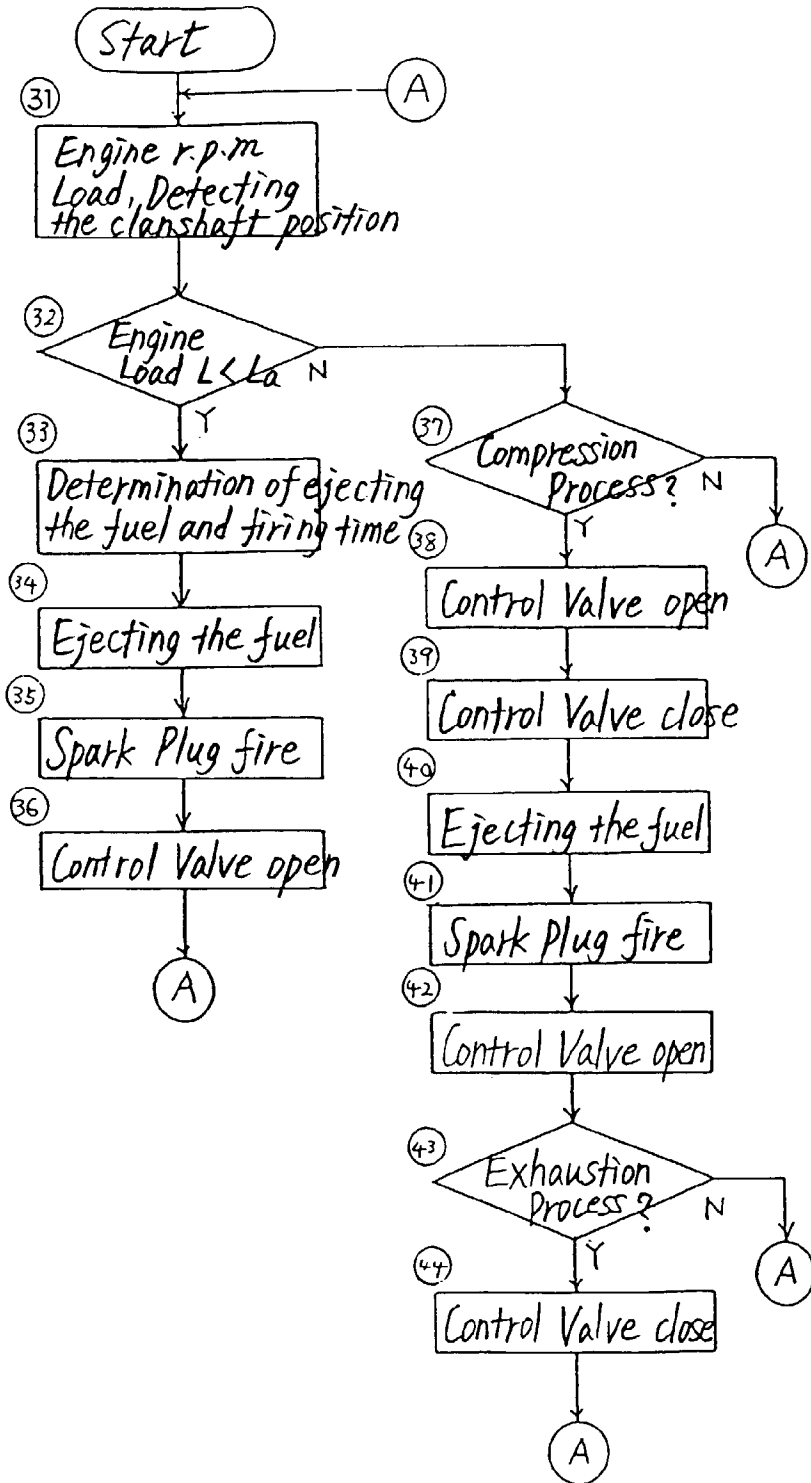 Start
A
31
Engine r.p.m
Load, Detecting
the clanshaft position
32
Engine
Load L < La
N
Y
33
Determination of ejecting
the fuel and firing time
34
Ejecting the fuel
35
Spark Plug fire
36
Control Valve open
A
37
Compression
Process?
N
Y
A
38
Control Valve open
39
Control Valve close
40
Ejecting the fuel
41
Spark Plug fire
42
Control Valve open
43
Exhaustion
Process?
N
Y
A
44
Control Valve close
A